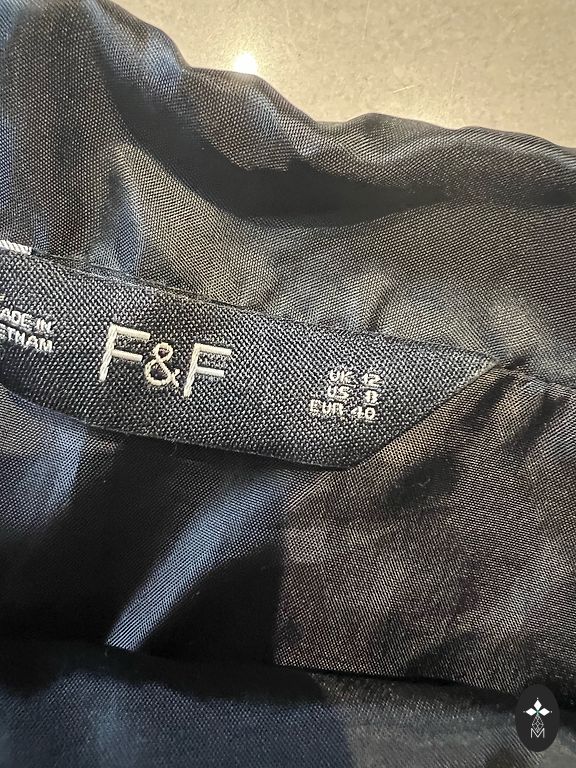 ADE IN
ETNAM
F&F
UK 12
US 8
EUR 40
M